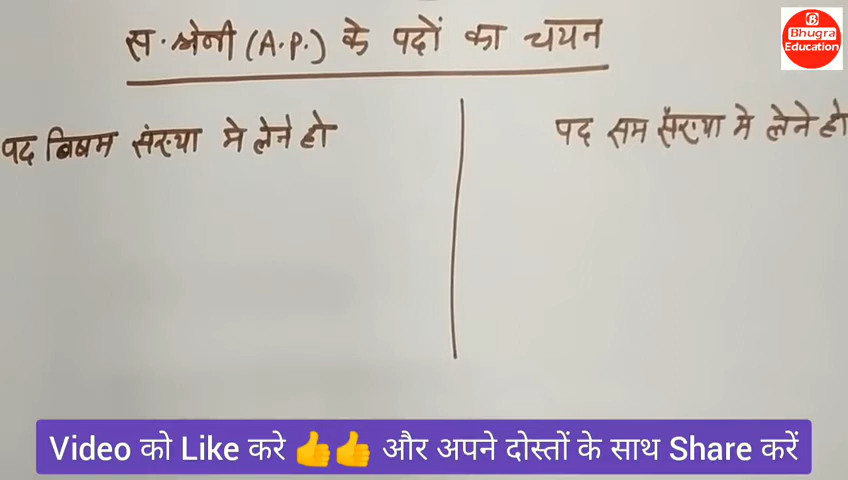 स. श्रेनी (A.P.) के पदों का चयन
Bhugra
Education
पद बिषम संख्या मे लेने हो
पद सम संख्या मे लेने हो
Video को Like करे 👍👍 और अपने दोस्तों के साथ Share करें